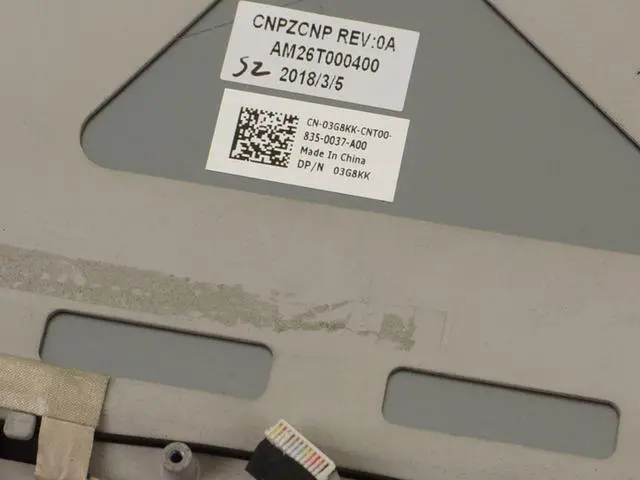 CNPZCNP REV:0A
AM26T000400
SZ 2018/3/5
CN-03G8KK-CNT00-
835-0037-A00
Made In China
DP/N 03G8KK